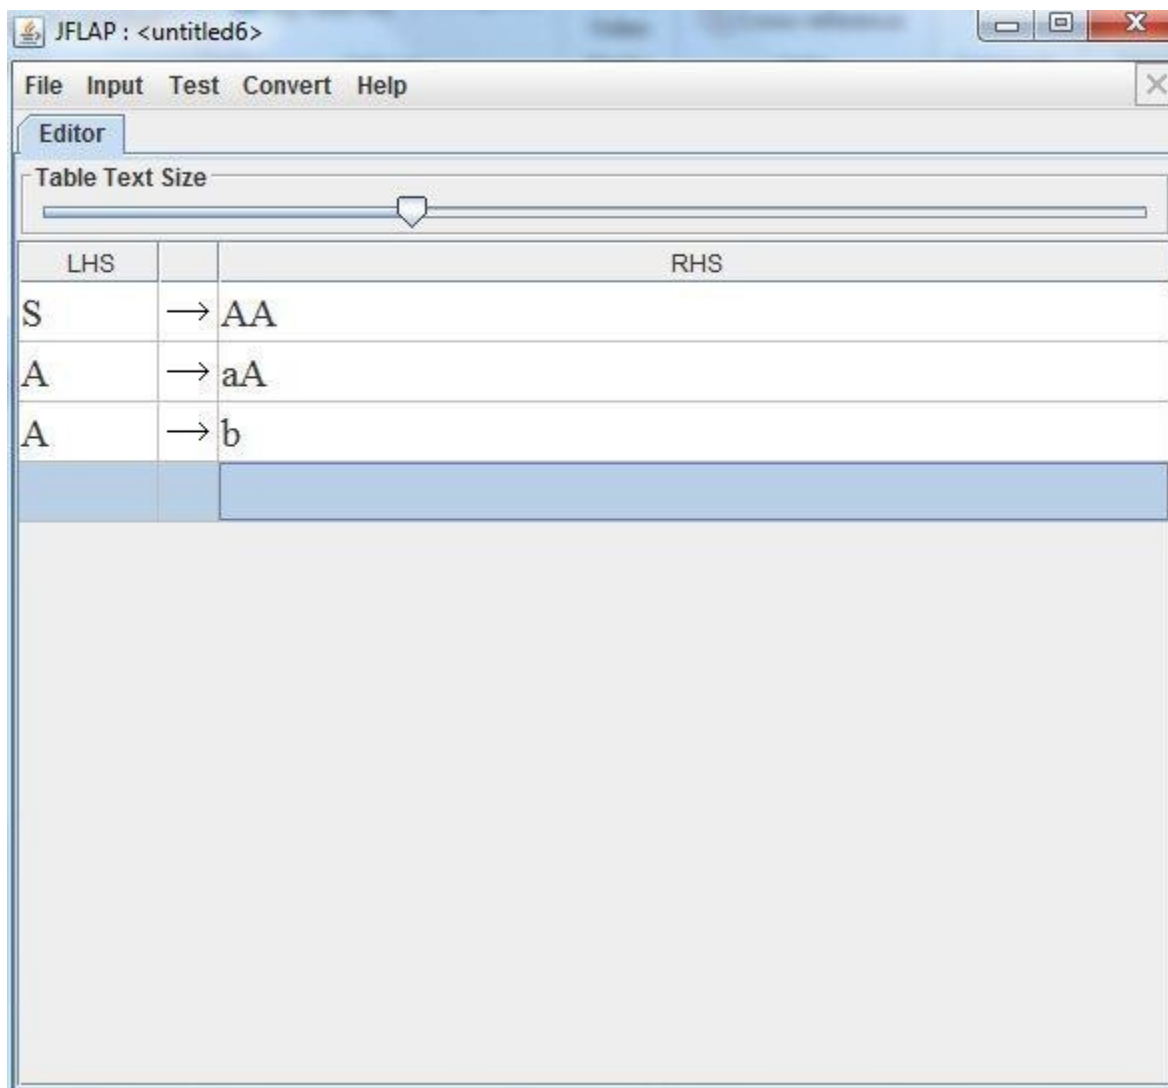 JFLAP : <untitled6>
File Input Test Convert Help
Editor
Table Text Size
LHS RHS
S → AA
A → aA
A → b